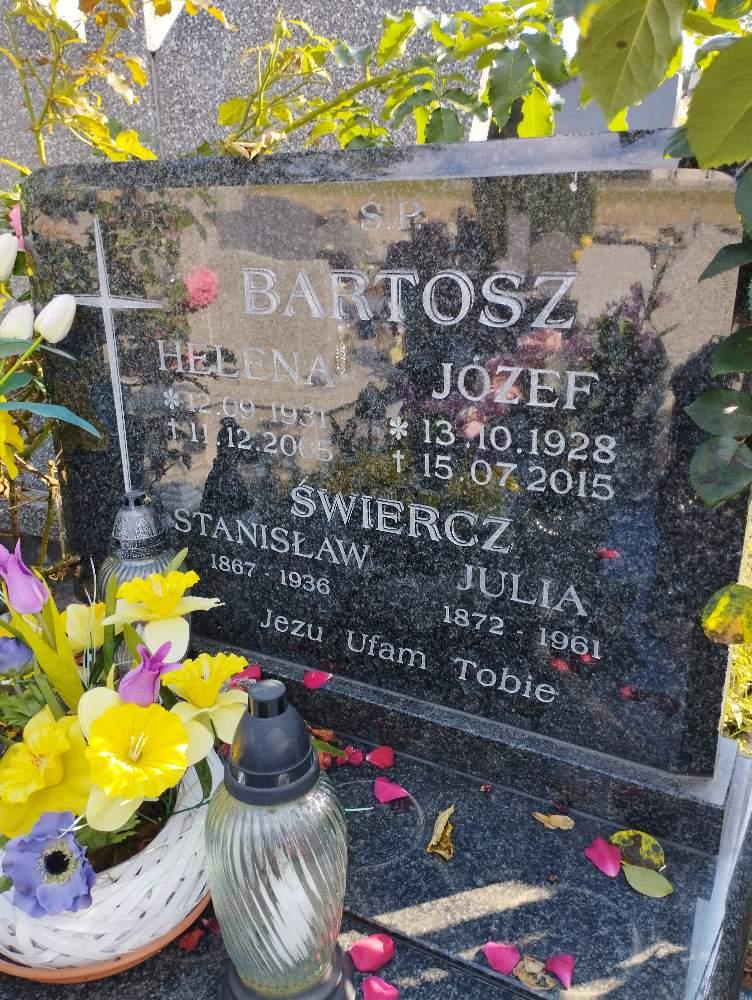 Ś.P.
BARTOSZ
HELENA JÓZEF
* 12.09.1931 * 13.10.1928
† 11.12.2005 † 15.07.2015
ŚWIERCZ
STANISŁAW JULIA
1867 - 1936 1872 - 1961
Jezu Ufam Tobie